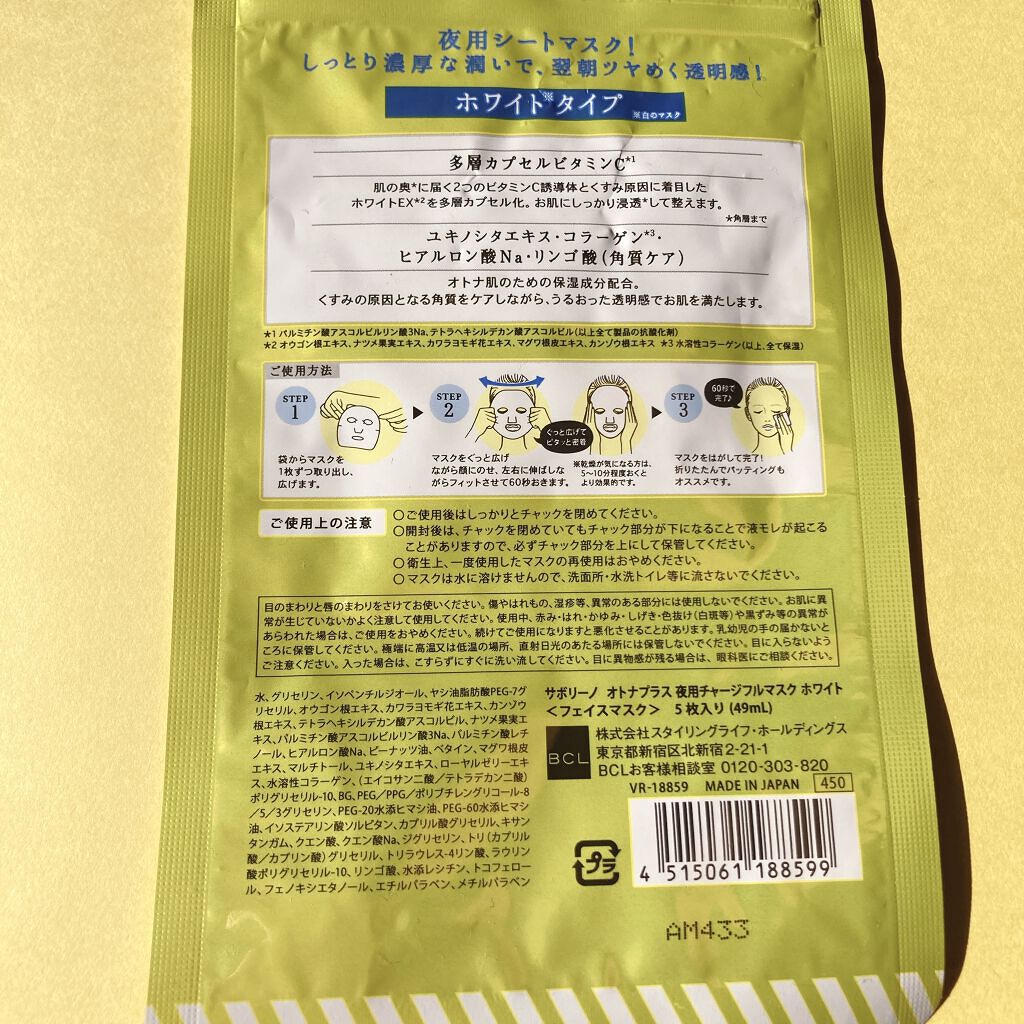 夜用シートマスク!
しっとり濃厚な潤いで、翌朝ツヤめく透明感!
ホワイト※タイプ
※白のマスク
多層カプセルビタミンC*1
肌の奥*に届く2つのビタミンC誘導体とくすみ原因に着目した
ホワイトEX*2を多層カプセル化。お肌にしっかり浸透*して整えます。
*角層まで
ユキノシタエキス・コラーゲン*3・
ヒアルロン酸Na・リンゴ酸(角質ケア)
オトナ肌のための保湿成分配合。
くすみの原因となる角質をケアしながら、うるおった透明感でお肌を満たします。
*1 パルミチン酸アスコルビルリン酸3Na、テトラヘキシルデカン酸アスコルビル(以上全て製品の抗酸化剤)
*2 オウゴン根エキス、ナツメ果実エキス、カワラヨモギ花エキス、マグワ根皮エキス、カンゾウ根エキス *3 水溶性コラーゲン(以上、全て保湿)
ご使用方法
STEP
1
袋からマスクを
1枚ずつ取り出し、
広げます。
STEP
2
ぐっと広げて
ピタッと密着
マスクをぐっと広げ
ながら顔にのせ、左右に伸ばしな
がらフィットさせて60秒おきます。
※乾燥が気になる方は、
5〜10分程度おくと
より効果的です。
STEP
3
60秒で
完了♪
マスクをはがして完了!
折りたたんでパッティングも
オススメです。
ご使用上の注意
○ご使用後はしっかりとチャックを閉めてください。
○開封後は、チャックを閉めていてもチャック部分が下になることで液モレが起こる
ことがありますので、必ずチャック部分を上にして保管してください。
○衛生上、一度使用したマスクの再使用はおやめください。
○マスクは水に溶けませんので、洗面所・水洗トイレ等に流さないでください。
目のまわりと唇のまわりをさけてお使いください。傷やはれもの、湿疹等、異常のある部分には使用しないでください。お肌に異
常が生じていないかよく注意して使用してください。使用中、赤み・はれ・かゆみ・しげき・色抜け(白斑等)や黒ずみ等の異常が
あらわれた場合は、ご使用をおやめください。続けてご使用になりますと悪化させることがあります。乳幼児の手の届かないと
ころに保管してください。極端に高温又は低温の場所、直射日光のあたる場所には保管しないでください。目に入らないよう
ご注意ください。入った場合は、こすらずにすぐに洗い流してください。目に異物感が残る場合は、眼科医にご相談ください。
水、グリセリン、イソペンチルジオール、ヤシ油脂肪酸PEG-7グ
リセリル、オウゴン根エキス、カワラヨモギ花エキス、カンゾウ
根エキス、テトラヘキシルデカン酸アスコルビル、ナツメ果実エ
キス、パルミチン酸アスコルビルリン酸3Na、パルミチン酸レチ
ノール、ヒアルロン酸Na、ピーナッツ油、ベタイン、マグワ根皮
エキス、マルチトール、ユキノシタエキス、ローヤルゼリーエキ
ス、水溶性コラーゲン、(エイコサン二酸/テトラデカン二酸)
ポリグリセリル-10、BG、PEG/PPG/ポリブチレングリコール-8
/5/3グリセリン、PEG-20水添ヒマシ油、PEG-60水添ヒマシ
油、イソステアリン酸ソルビタン、カプリル酸グリセリル、キサン
タンガム、クエン酸、クエン酸Na、ジグリセリン、トリ(カプリル
酸/カプリン酸)グリセリル、トリラウレス-4リン酸、ラウリン
酸ポリグリセリル-10、リンゴ酸、水添レシチン、トコフェロー
ル、フェノキシエタノール、エチルパラベン、メチルパラベン
サボリーノ オトナプラス 夜用チャージフルマスク ホワイト
<フェイスマスク> 5枚入り(49mL)
BCL
株式会社スタイリングライフ・ホールディングス
東京都新宿区北新宿2-21-1
BCLお客様相談室 0120-303-820
VR-18859 MADE IN JAPAN 450
プラ
4 515061 188599
AM433